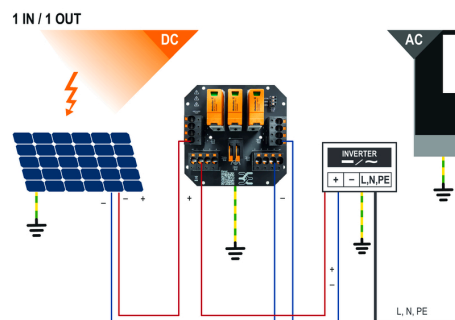 1 IN / 1 OUT
DC
AC
INVERTER
+ − L,N,PE
− − +
+
−
+
−
L, N, PE